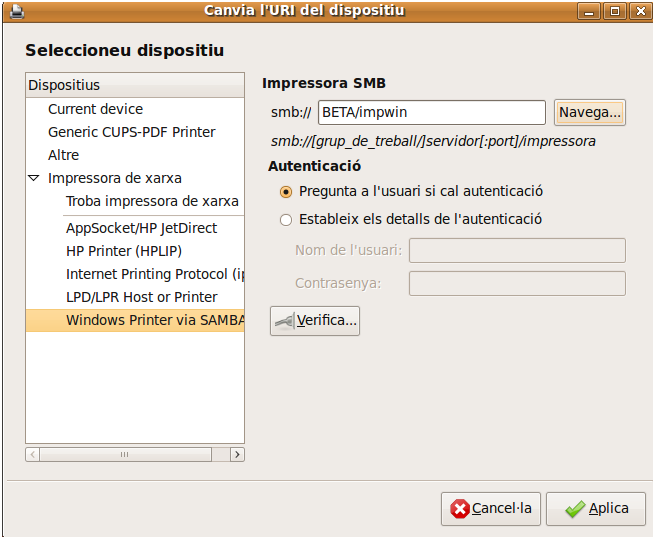 Canvia l'URI del dispositiu
Seleccioneu dispositiu
Dispositius
Current device
Generic CUPS-PDF Printer
Altre
Impressora de xarxa
Troba impressora de xarxa
AppSocket/HP JetDirect
HP Printer (HPLIP)
Internet Printing Protocol (ip
LPD/LPR Host or Printer
Windows Printer via SAMBA
Impressora SMB
smb:// BETA/impwin Navega...
smb://[grup_de_treball/]servidor[:port]/impressora
Autenticació
Pregunta a l'usuari si cal autenticació
Estableix els detalls de l'autenticació
Nom de l'usuari:
Contrasenya:
Verifica...
Cancel·la Aplica